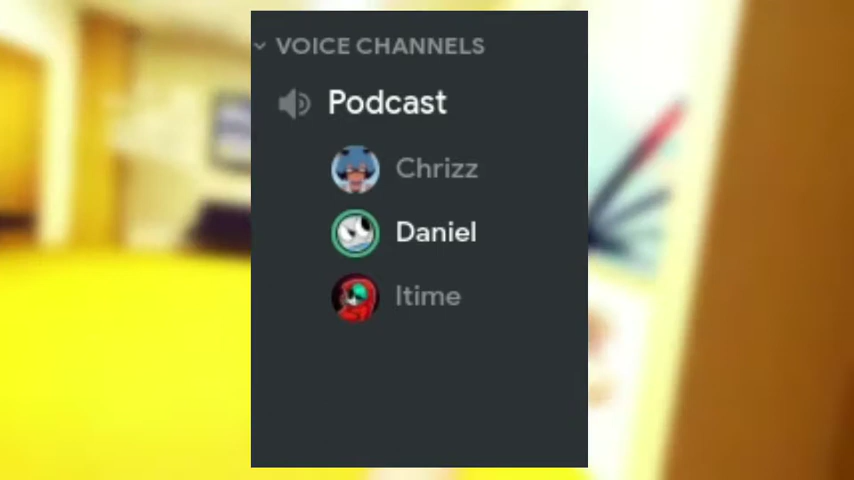 VOICE CHANNELS
Podcast
Chrizz
Daniel
Itime